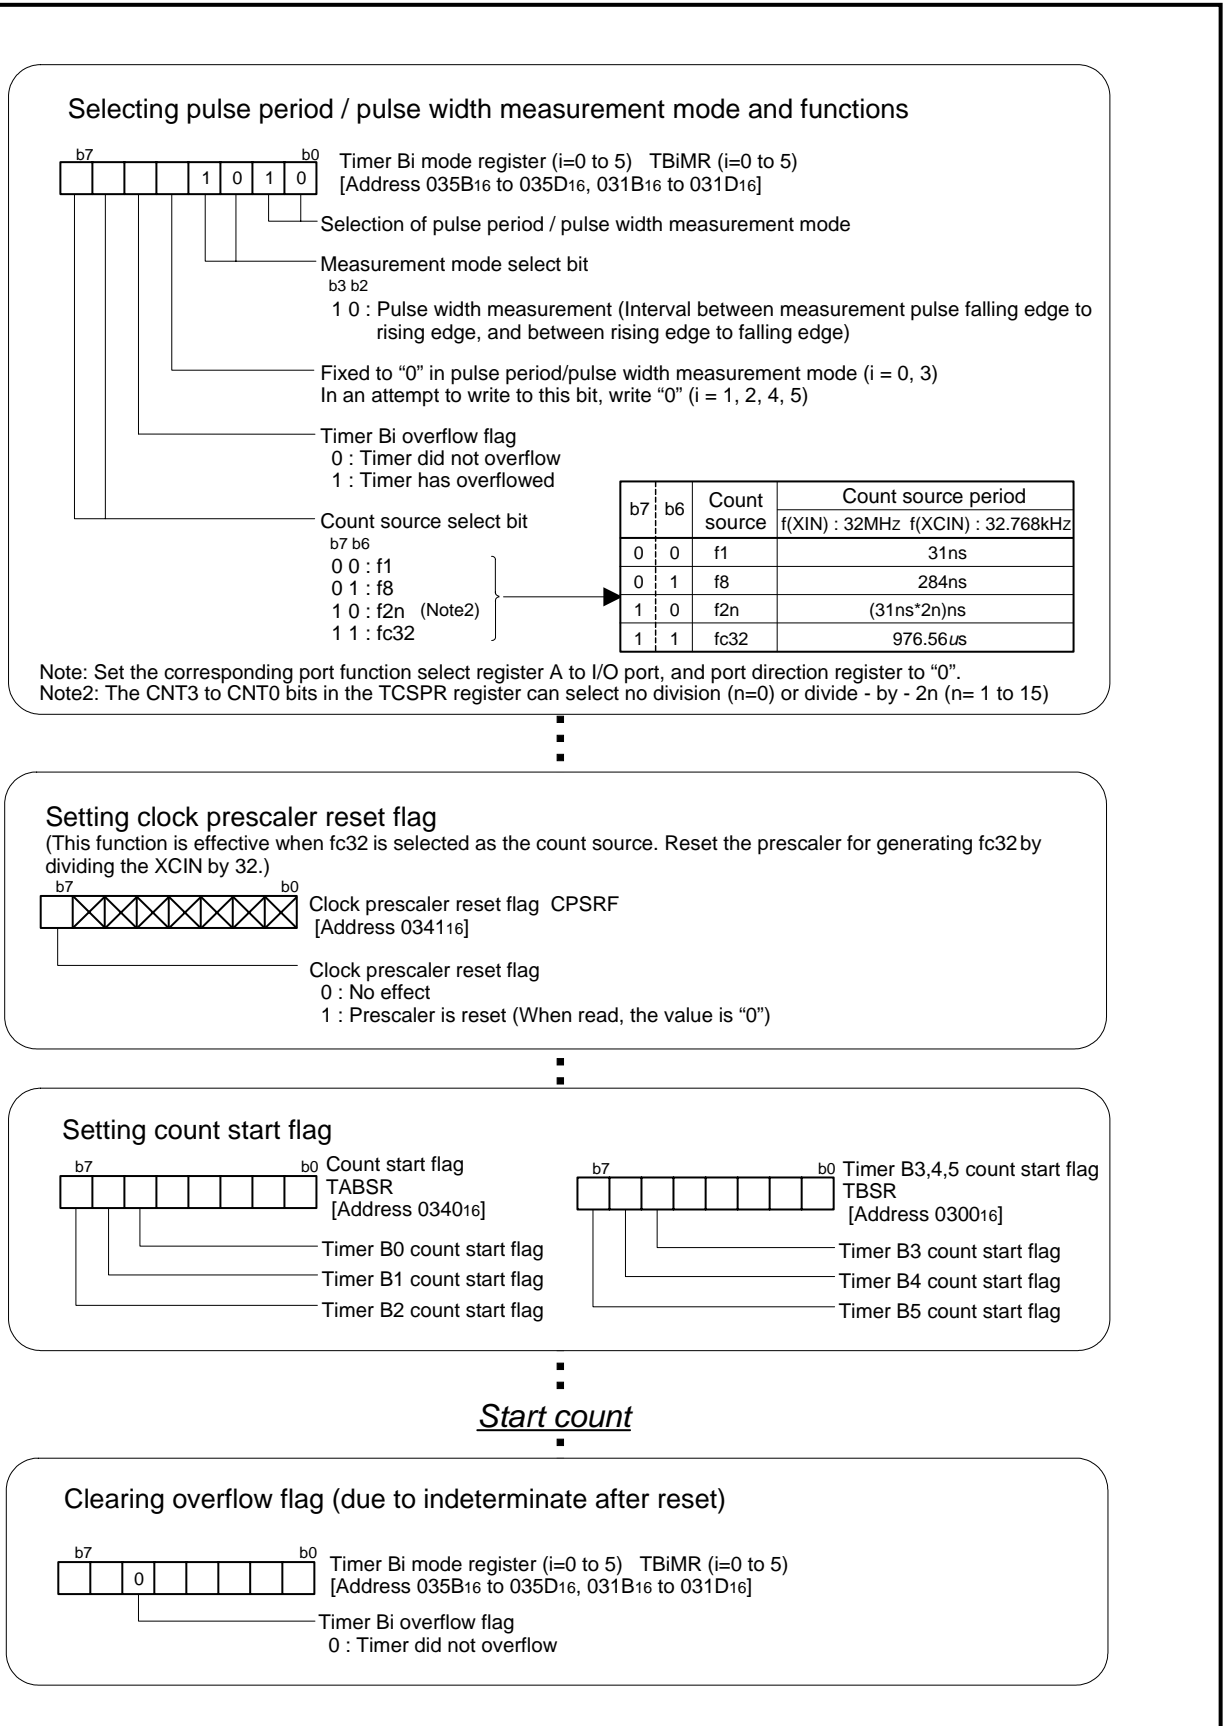 Selecting pulse period / pulse width measurement mode and functions
b7 b0
1 0 1 0
Timer Bi mode register (i=0 to 5) TBiMR (i=0 to 5)
[Address 035B16 to 035D16, 031B16 to 031D16]
Selection of pulse period / pulse width measurement mode
Measurement mode select bit
b3 b2
1 0 : Pulse width measurement (Interval between measurement pulse falling edge to
rising edge, and between rising edge to falling edge)
Fixed to “0” in pulse period/pulse width measurement mode (i = 0, 3)
In an attempt to write to this bit, write “0” (i = 1, 2, 4, 5)
Timer Bi overflow flag
0 : Timer did not overflow
1 : Timer has overflowed
Count source select bit
b7 b6
0 0 : f1
0 1 : f8
1 0 : f2n (Note2)
1 1 : fc32
b7 b6 Count source Count source period
f(XIN) : 32MHz f(XCIN) : 32.768kHz
0 0 f1 31ns
0 1 f8 284ns
1 0 f2n (31ns*2n)ns
1 1 fc32 976.56us
Note: Set the corresponding port function select register A to I/O port, and port direction register to “0”.
Note2: The CNT3 to CNT0 bits in the TCSPR register can select no division (n=0) or divide - by - 2n (n= 1 to 15)
Setting clock prescaler reset flag
(This function is effective when fc32 is selected as the count source. Reset the prescaler for generating fc32 by
dividing the XCIN by 32.)
b7 b0
Clock prescaler reset flag CPSRF
[Address 034116]
Clock prescaler reset flag
0 : No effect
1 : Prescaler is reset (When read, the value is “0”)
Setting count start flag
b7 b0
Count start flag
TABSR
[Address 034016]
Timer B0 count start flag
Timer B1 count start flag
Timer B2 count start flag
b7 b0
Timer B3,4,5 count start flag
TBSR
[Address 030016]
Timer B3 count start flag
Timer B4 count start flag
Timer B5 count start flag
Start count
Clearing overflow flag (due to indeterminate after reset)
b7 b0
0
Timer Bi mode register (i=0 to 5) TBiMR (i=0 to 5)
[Address 035B16 to 035D16, 031B16 to 031D16]
Timer Bi overflow flag
0 : Timer did not overflow